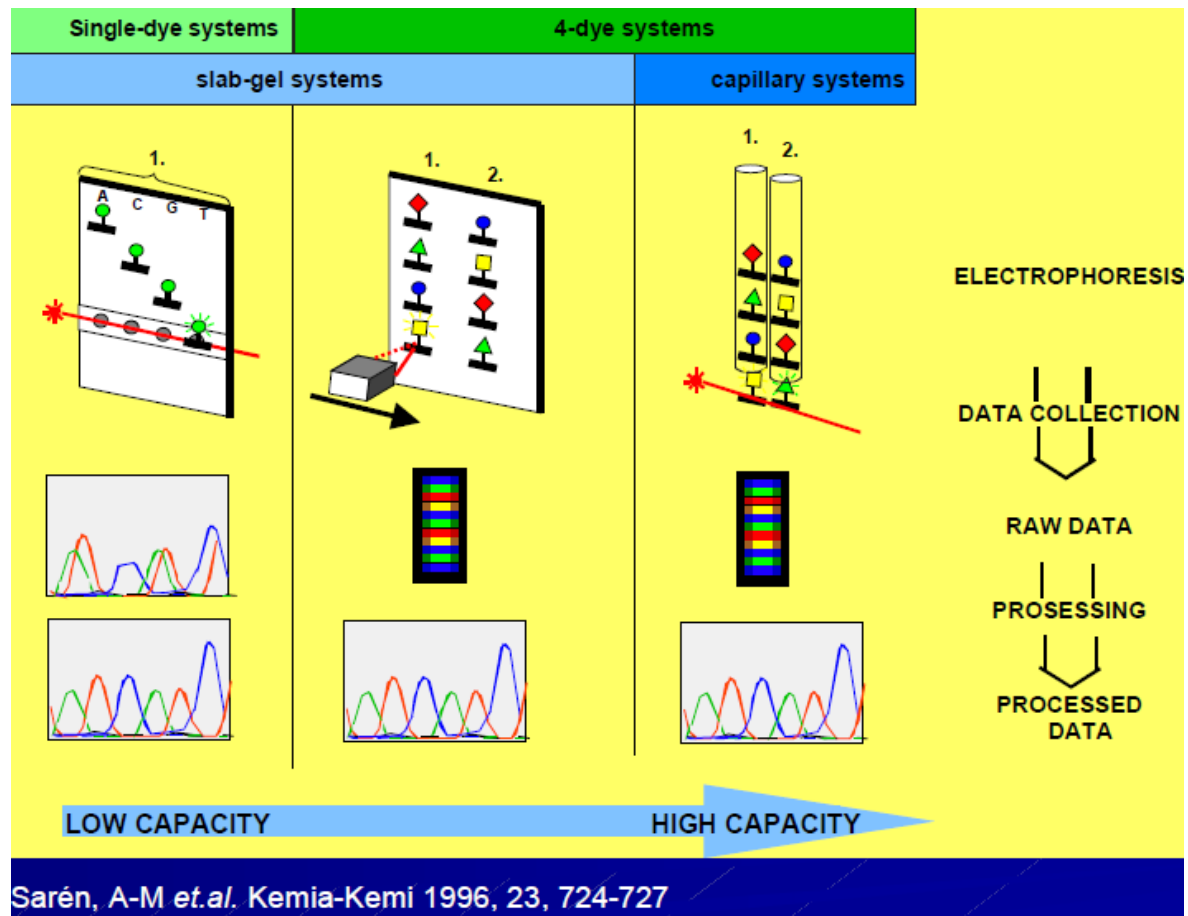 Single-dye systems
4-dye systems
slab-gel systems
capillary systems
1.
A C G T
1.
2.
1.
2.
ELECTROPHORESIS
DATA COLLECTION
RAW DATA
PROSESSING
PROCESSED
DATA
LOW CAPACITY
HIGH CAPACITY
Sarén, A-M et.al. Kemia-Kemi 1996, 23, 724-727